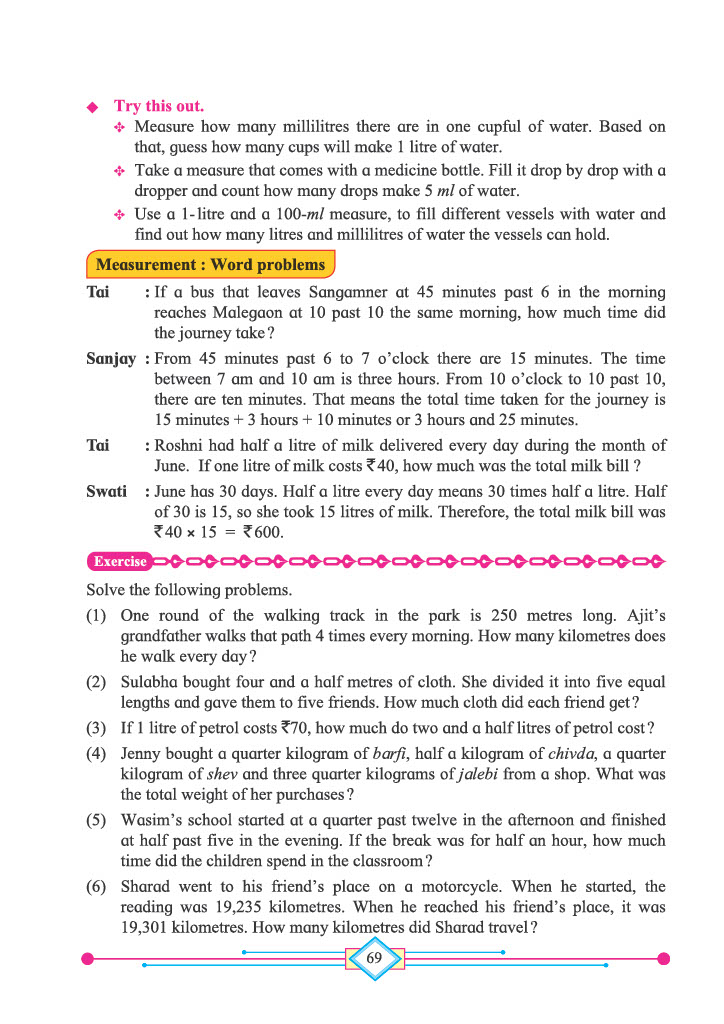 ◆ Try this out.
Measure how many millilitres there are in one cupful of water. Based on
that, guess how many cups will make 1 litre of water.
Take a measure that comes with a medicine bottle. Fill it drop by drop with a
dropper and count how many drops make 5 ml of water.
Use a 1-litre and a 100-ml measure, to fill different vessels with water and
find out how many litres and millilitres of water the vessels can hold.
Measurement : Word problems
Tai : If a bus that leaves Sangamner at 45 minutes past 6 in the morning
reaches Malegaon at 10 past 10 the same morning, how much time did
the journey take?
Sanjay : From 45 minutes past 6 to 7 o'clock there are 15 minutes. The time
between 7 am and 10 am is three hours. From 10 o'clock to 10 past 10,
there are ten minutes. That means the total time taken for the journey is
15 minutes + 3 hours + 10 minutes or 3 hours and 25 minutes.
Tai : Roshni had half a litre of milk delivered every day during the month of
June. If one litre of milk costs ₹40, how much was the total milk bill ?
Swati : June has 30 days. Half a litre every day means 30 times half a litre. Half
of 30 is 15, so she took 15 litres of milk. Therefore, the total milk bill was
₹40 × 15 = ₹600.
Exercise
Solve the following problems.
(1) One round of the walking track in the park is 250 metres long. Ajit's
grandfather walks that path 4 times every morning. How many kilometres does
he walk every day?
(2) Sulabha bought four and a half metres of cloth. She divided it into five equal
lengths and gave them to five friends. How much cloth did each friend get?
(3) If 1 litre of petrol costs ₹70, how much do two and a half litres of petrol cost?
(4) Jenny bought a quarter kilogram of barfi, half a kilogram of chivda, a quarter
kilogram of shev and three quarter kilograms of jalebi from a shop. What was
the total weight of her purchases?
(5) Wasim's school started at a quarter past twelve in the afternoon and finished
at half past five in the evening. If the break was for half an hour, how much
time did the children spend in the classroom?
(6) Sharad went to his friend's place on a motorcycle. When he started, the
reading was 19,235 kilometres. When he reached his friend's place, it was
19,301 kilometres. How many kilometres did Sharad travel?
69